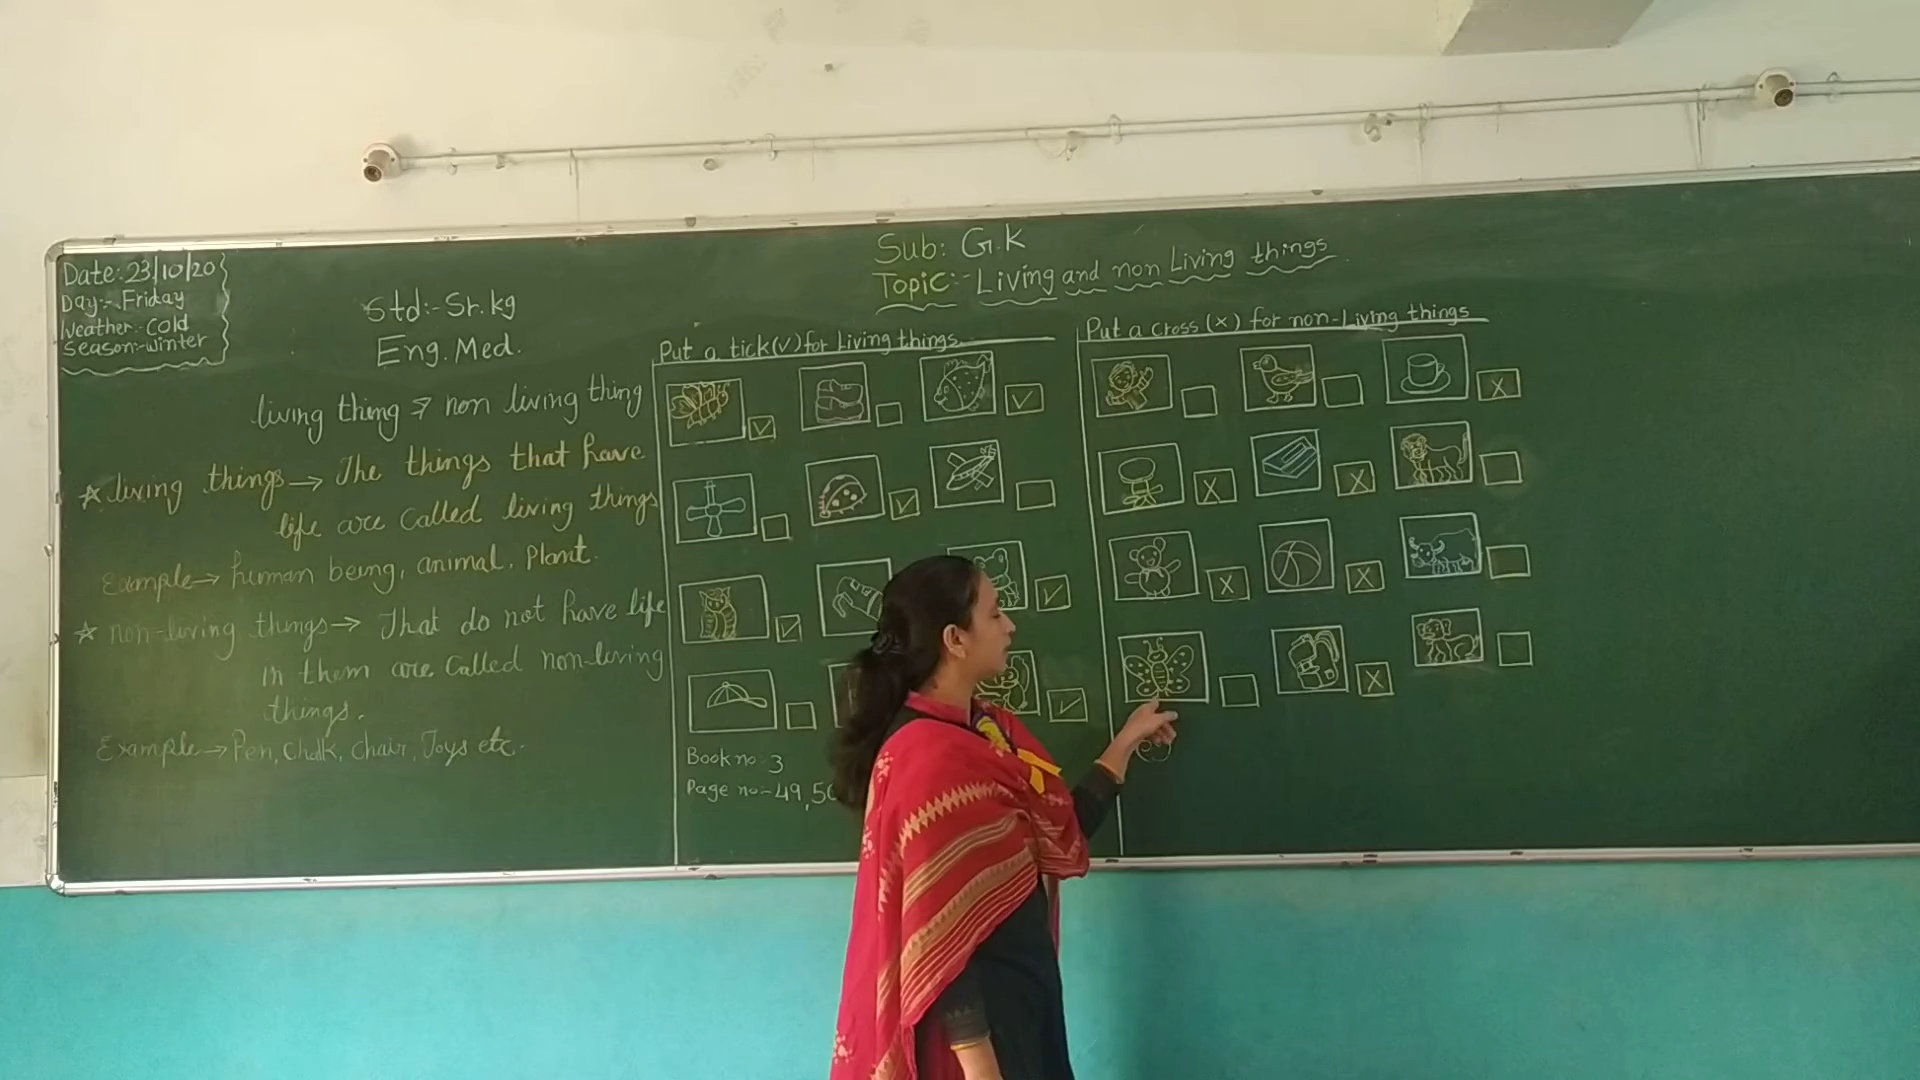 Date:23/10/20
Day:-Friday
Weather:-Cold
Season:-Winter
Std:-Sr.kg
Eng.Med.
Sub: G.K
Topic:-Living and non Living things
living thing & non living thing
☆ living things → The things that have
life are called living things
Example → human being, animal, plant.
☆ non-living things → That do not have life
in them are called non-living
things.
Example → Pen, Chalk, Chair, Toys etc.
Put a tick(✓) for Living things
Book no-3
Page no-49,50
Put a cross (x) for non-Living things